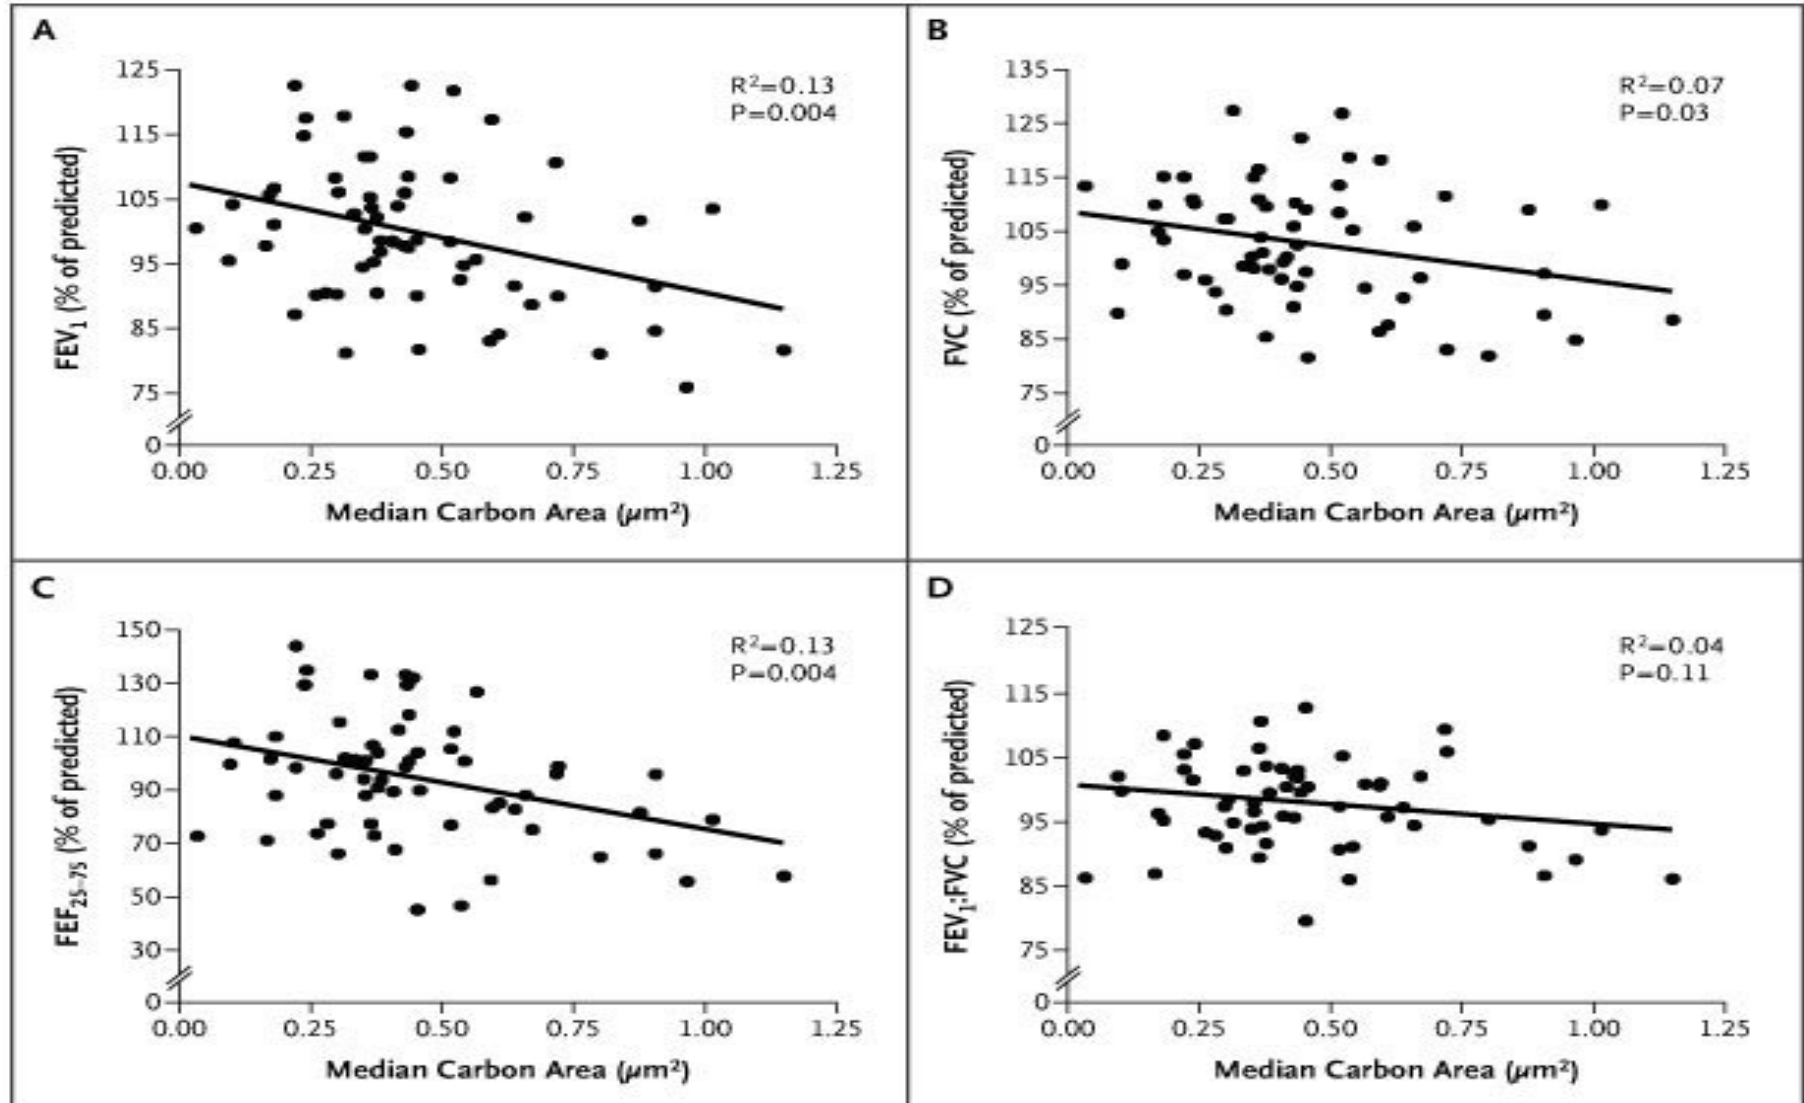 A
FEV₁ (% of predicted)
125
115
105
95
85
75
0
R²=0.13
P=0.004
0.00 0.25 0.50 0.75 1.00 1.25
Median Carbon Area (µm²)
B
FVC (% of predicted)
135
125
115
105
95
85
75
0
R²=0.07
P=0.03
0.00 0.25 0.50 0.75 1.00 1.25
Median Carbon Area (µm²)
C
FEF₂₅₋₇₅ (% of predicted)
150
130
110
90
70
50
30
0
R²=0.13
P=0.004
0.00 0.25 0.50 0.75 1.00 1.25
Median Carbon Area (µm²)
D
FEV₁:FVC (% of predicted)
125
115
105
95
85
75
0
R²=0.04
P=0.11
0.00 0.25 0.50 0.75 1.00 1.25
Median Carbon Area (µm²)